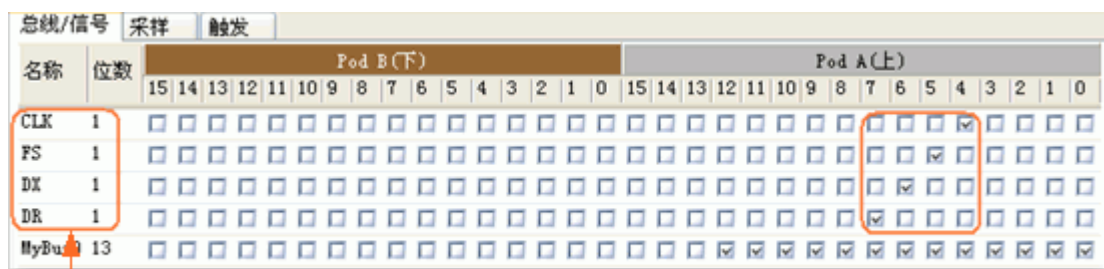 总线/信号 采样 触发
名称 位数 Pod B(下) Pod A(上)
15 14 13 12 11 10 9 8 7 6 5 4 3 2 1 0 15 14 13 12 11 10 9 8 7 6 5 4 3 2 1 0
CLK 1
FS 1
DX 1
DR 1
MyBus0 13